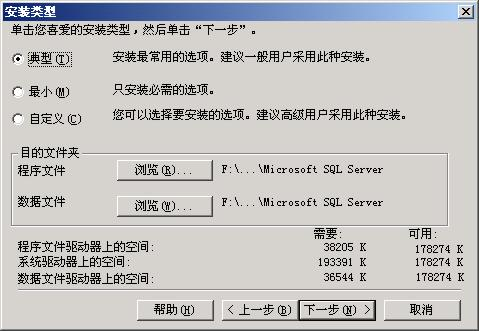 安装类型
单击您喜爱的安装类型，然后单击“下一步”。
典型(T) 安装最常用的选项。建议一般用户采用此种安装。
最小(M) 只安装必需的选项。
自定义(C) 您可以选择要安装的选项。建议高级用户采用此种安装。
目的文件夹
程序文件 浏览(R)... F:\...\Microsoft SQL Server
数据文件 浏览(W)... F:\...\Microsoft SQL Server
需要: 可用:
程序文件驱动器上的空间: 38205 K 178274 K
系统驱动器上的空间: 193391 K 178274 K
数据文件驱动器上的空间: 36544 K 178274 K
帮助(H) < 上一步(B) 下一步(N) > 取消